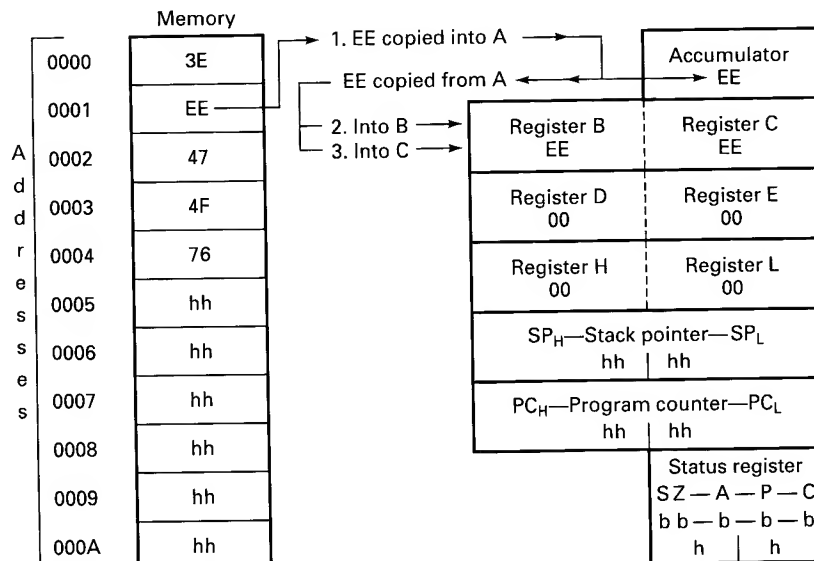 Memory
Addresses
0000 3E
0001 EE
0002 47
0003 4F
0004 76
0005 hh
0006 hh
0007 hh
0008 hh
0009 hh
000A hh
1. EE copied into A
EE copied from A
2. Into B
3. Into C
Accumulator
EE
Register B
EE
Register C
EE
Register D
00
Register E
00
Register H
00
Register L
00
SPH—Stack pointer—SPL
hh hh
PCH—Program counter—PCL
hh hh
Status register
S Z — A — P — C
b b — b — b — b
h h